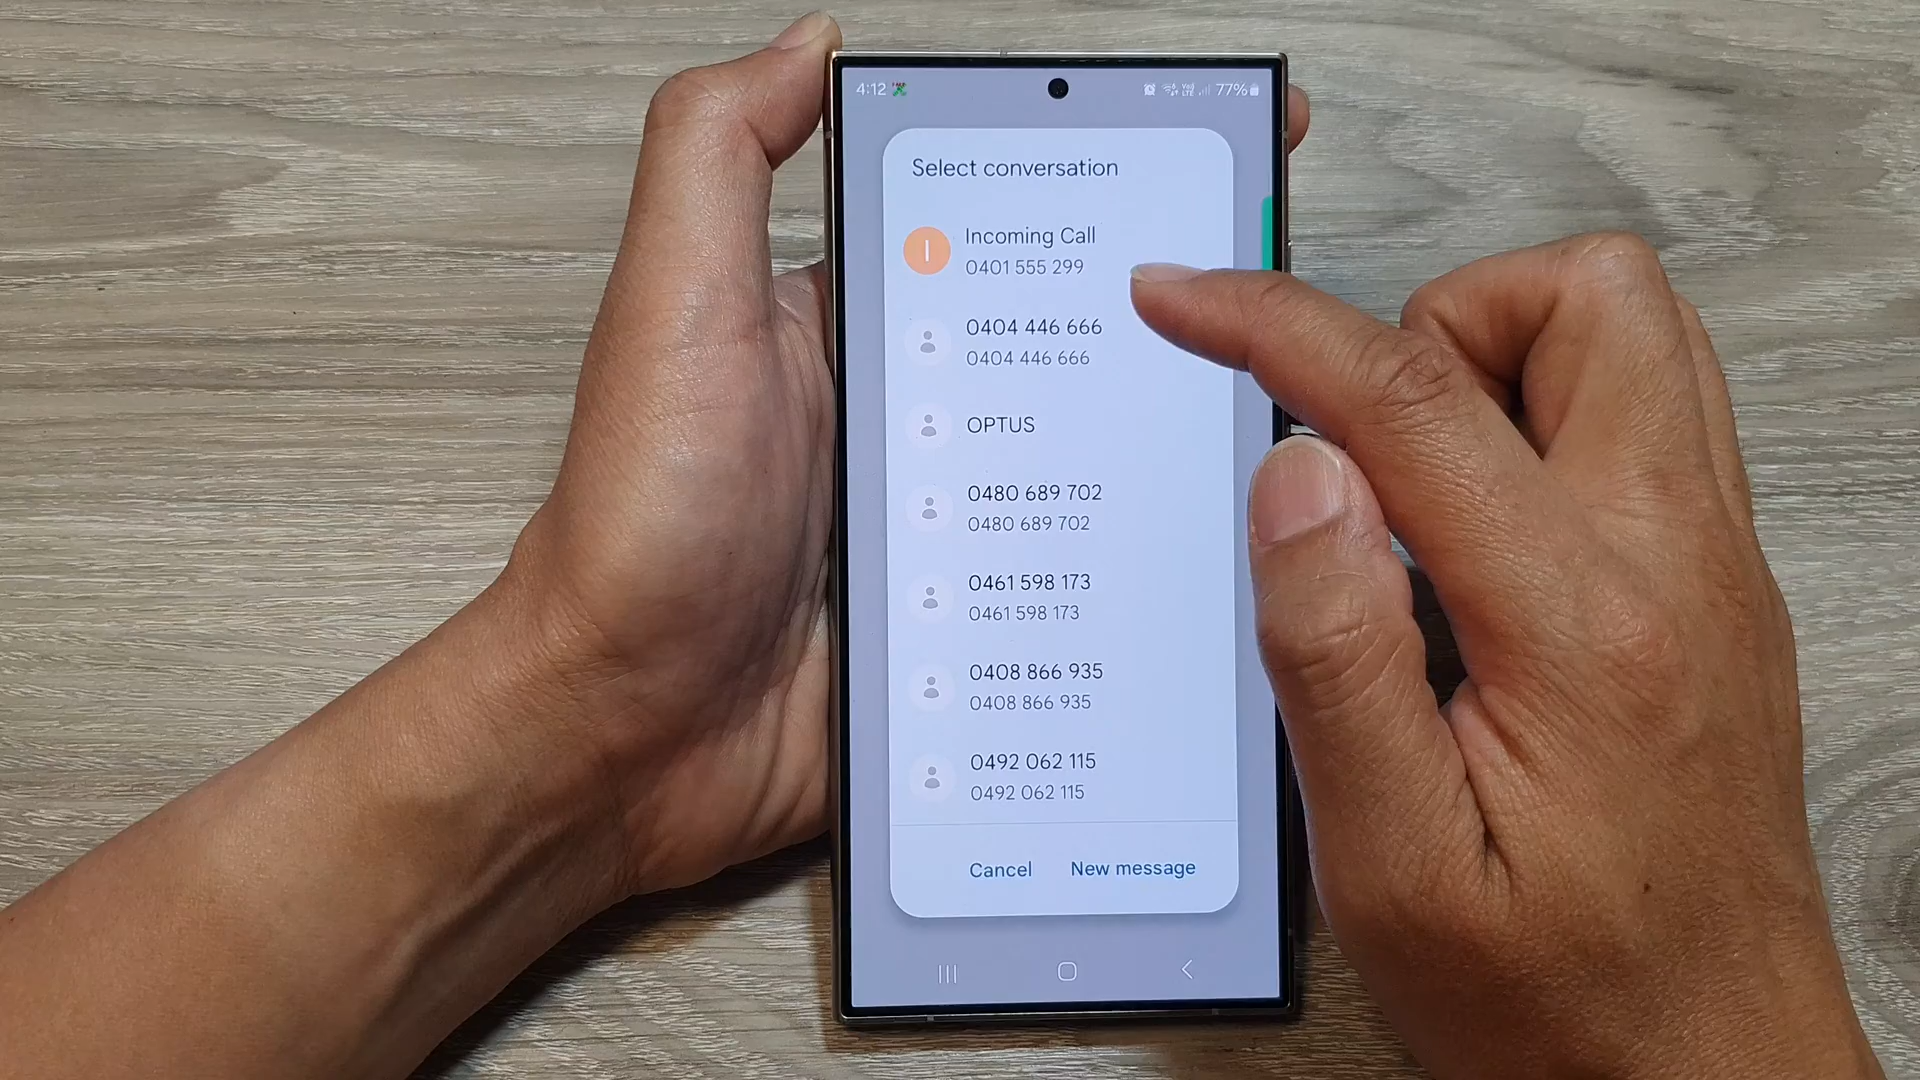 4:12 77%
Select conversation
I
Incoming Call
0401 555 299
0404 446 666
0404 446 666
OPTUS
0480 689 702
0480 689 702
0461 598 173
0461 598 173
0408 866 935
0408 866 935
0492 062 115
0492 062 115
Cancel New message